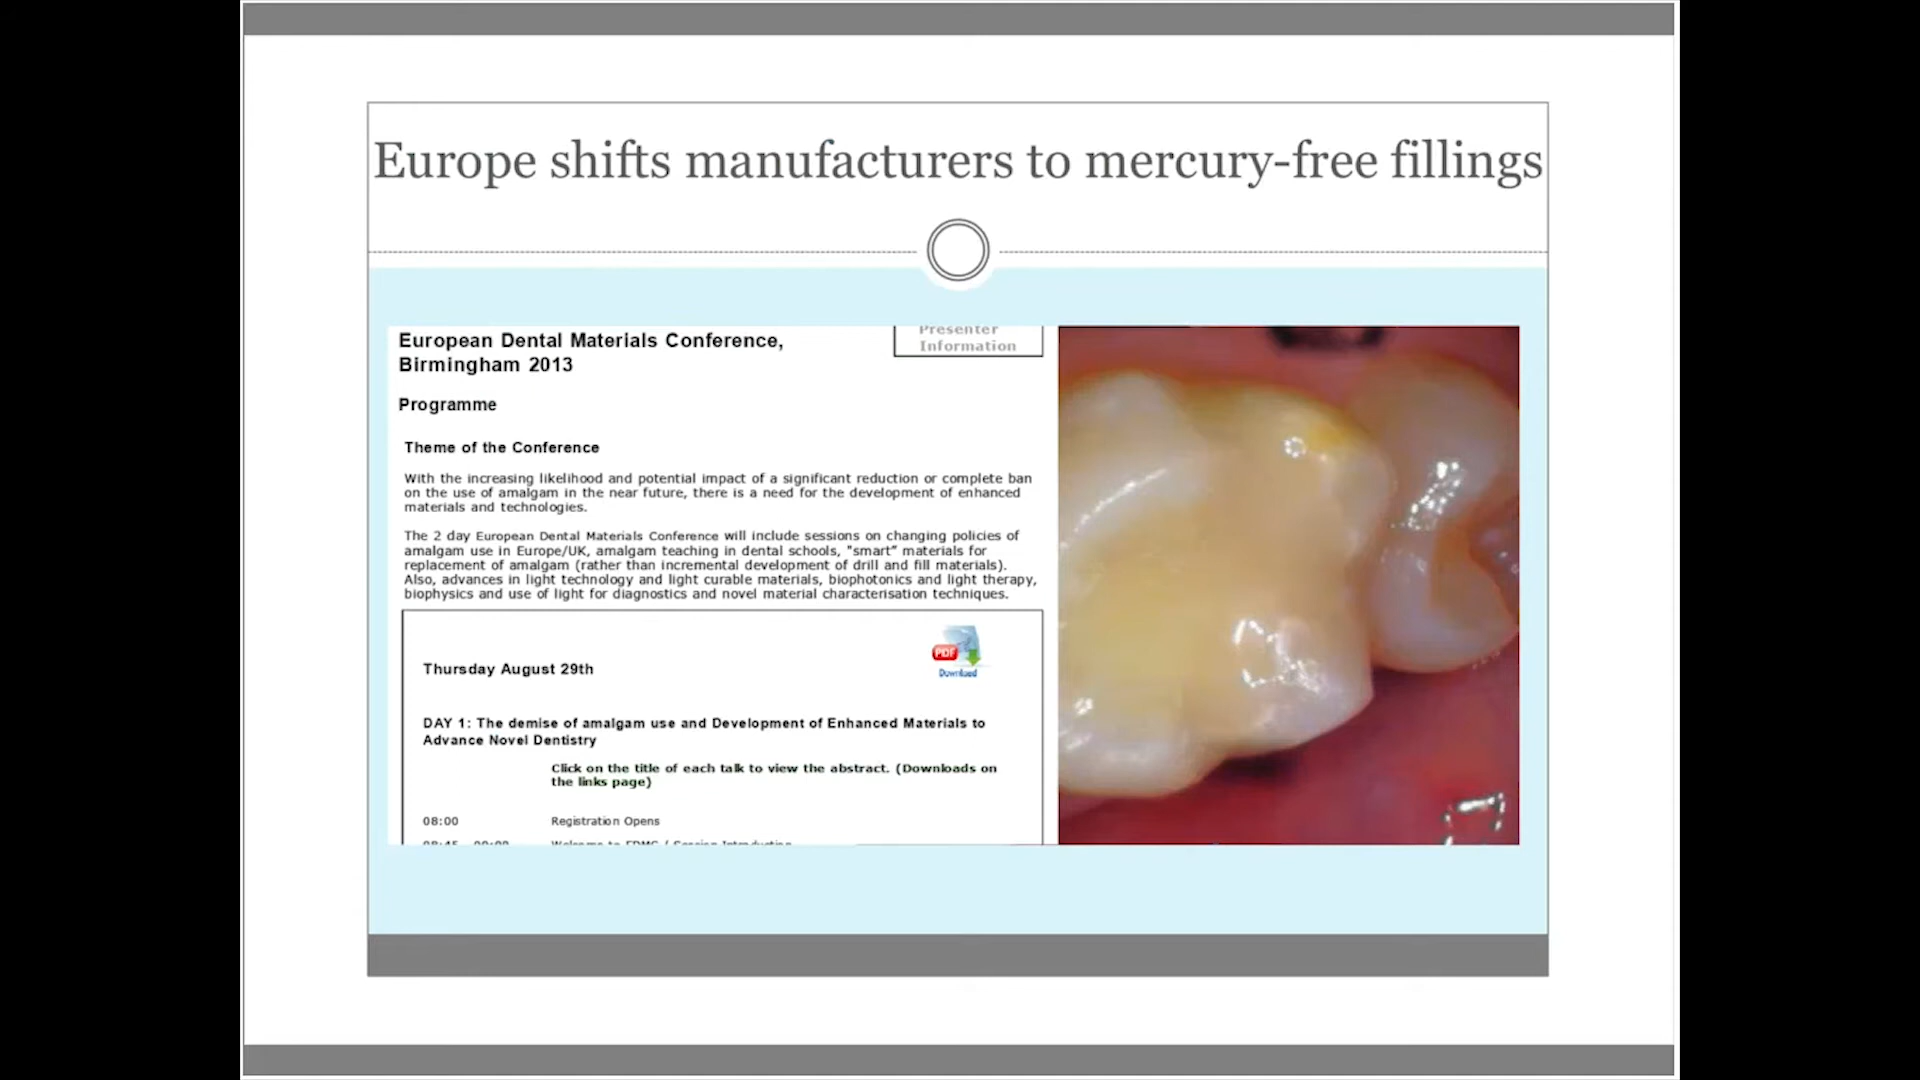 Europe shifts manufacturers to mercury-free fillings
European Dental Materials Conference,
Birmingham 2013
Presenter
Information
Programme
Theme of the Conference
With the increasing likelihood and potential impact of a significant reduction or complete ban
on the use of amalgam in the near future, there is a need for the development of enhanced
materials and technologies.
The 2 day European Dental Materials Conference will include sessions on changing policies of
amalgam use in Europe/UK, amalgam teaching in dental schools, "smart" materials for
replacement of amalgam (rather than incremental development of drill and fill materials).
Also, advances in light technology and light curable materials, biophotonics and light therapy,
biophysics and use of light for diagnostics and novel material characterisation techniques.
PDF
Download
Thursday August 29th
DAY 1: The demise of amalgam use and Development of Enhanced Materials to
Advance Novel Dentistry
Click on the title of each talk to view the abstract. (Downloads on
the links page)
08:00 Registration Opens
Welcome to EDMC / Session Introduction